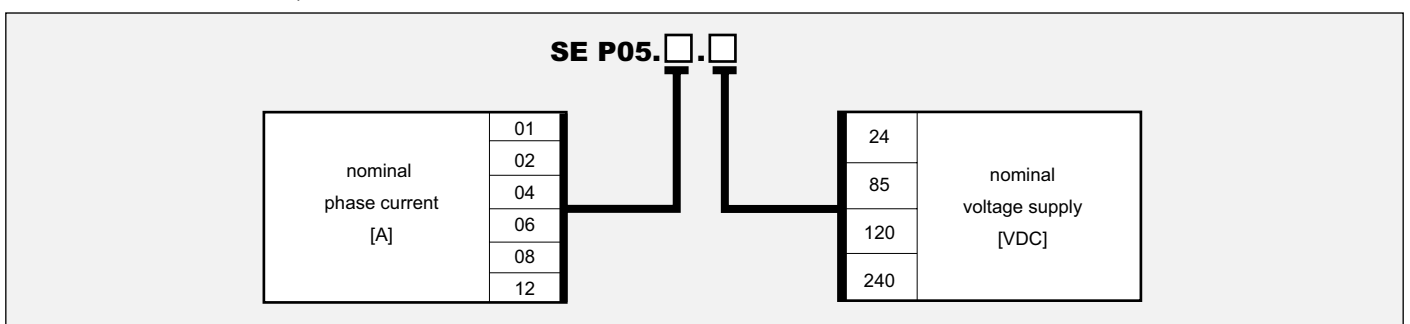 SE P05.☐.☐
nominal
phase current
[A]
01
02
04
06
08
12
24
85
120
240
nominal
voltage supply
[VDC]